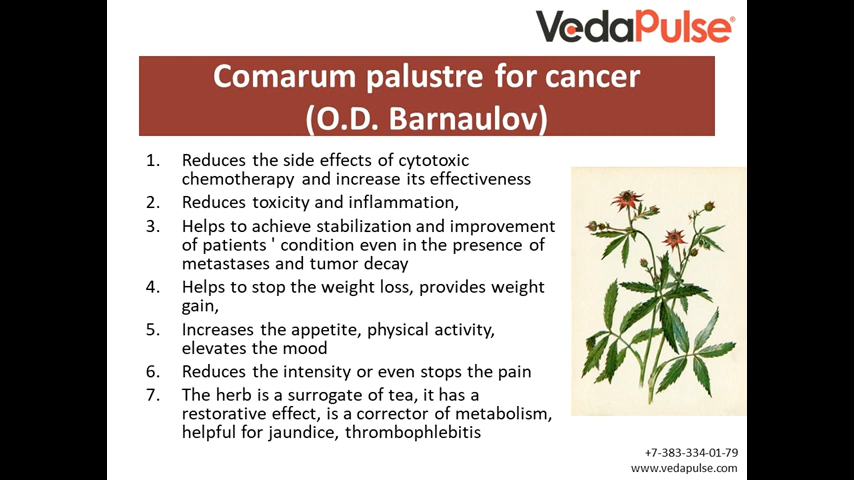 VedaPulse®
Comarum palustre for cancer
(O.D. Barnaulov)
1. Reduces the side effects of cytotoxic
chemotherapy and increase its effectiveness
2. Reduces toxicity and inflammation,
3. Helps to achieve stabilization and improvement
of patients ' condition even in the presence of
metastases and tumor decay
4. Helps to stop the weight loss, provides weight
gain,
5. Increases the appetite, physical activity,
elevates the mood
6. Reduces the intensity or even stops the pain
7. The herb is a surrogate of tea, it has a
restorative effect, is a corrector of metabolism,
helpful for jaundice, thrombophlebitis
+7-383-334-01-79
www.vedapulse.com